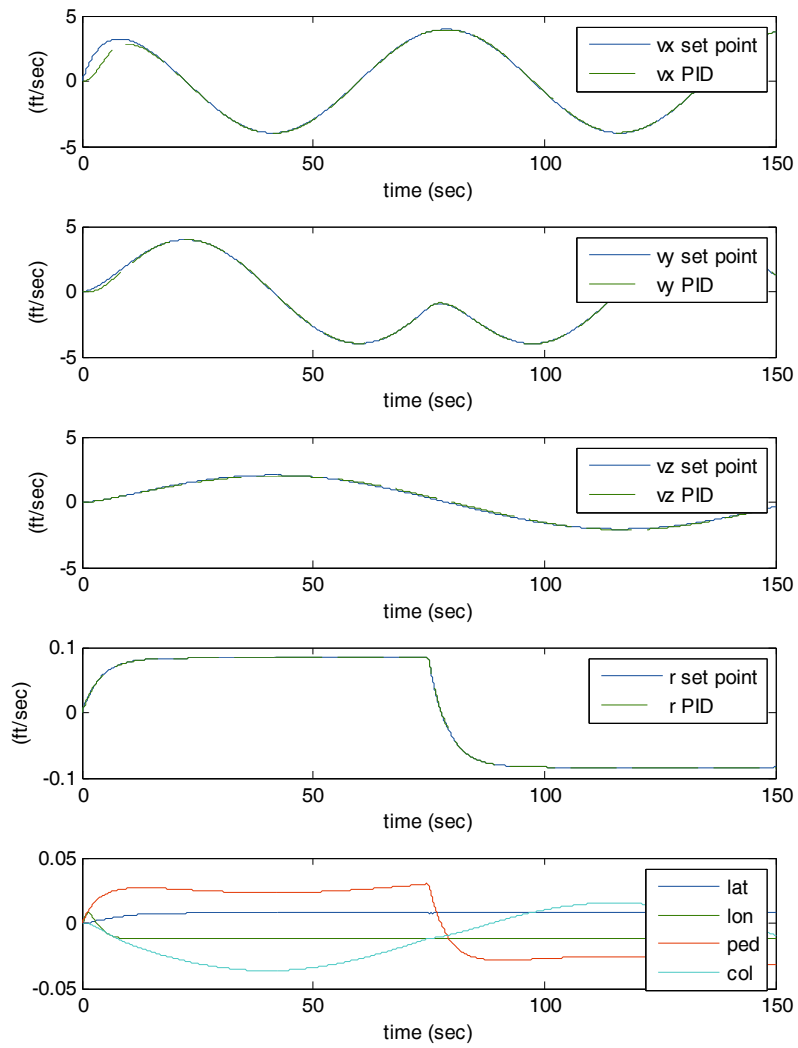 5
vx set point
vx PID
(ft/sec)
0
-5
0
50
100
150
time (sec)
5
vy set point
vy PID
(ft/sec)
0
-5
0
50
100
150
time (sec)
5
vz set point
vz PID
(ft/sec)
0
-5
0
50
100
150
time (sec)
0.1
r set point
r PID
(ft/sec)
0
-0.1
0
50
100
150
time (sec)
0.05
lat
lon
ped
col
0
-0.05
0
50
100
150
time (sec)